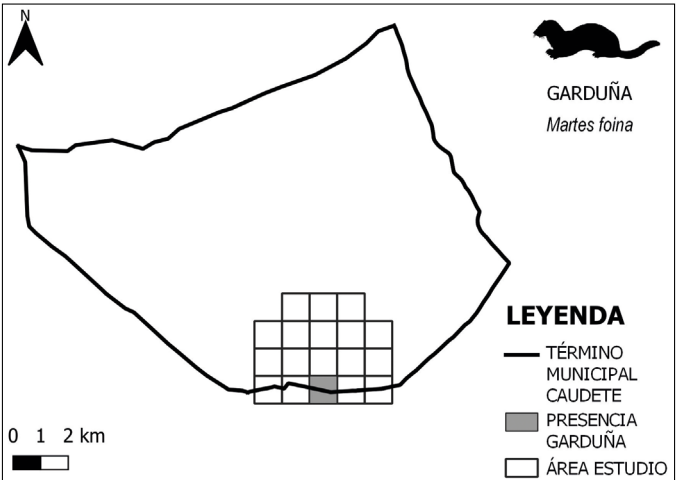 N
GARDUÑA
Martes foina
LEYENDA
TÉRMINO
MUNICIPAL
CAUDETE
PRESENCIA
GARDUÑA
ÁREA ESTUDIO
0 1 2 km